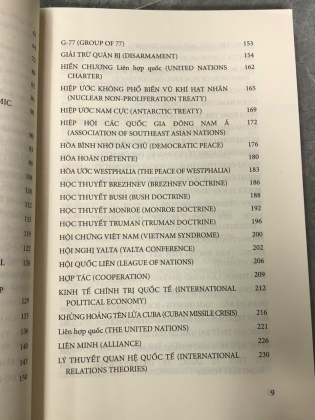 G-77 (GROUP OF 77) 153
GIẢI TRỪ QUÂN BỊ (DISARMAMENT) 154
HIẾN CHƯƠNG Liên hợp quốc (UNITED NATIONS 162
CHARTER)
HIỆP ƯỚC KHÔNG PHỔ BIẾN VŨ KHÍ HẠT NHÂN 165
(NUCLEAR NON-PROLIFERATION TREATY)
HIỆP ƯỚC NAM CỰC (ANTARCTIC TREATY) 169
HIỆP HỘI CÁC QUỐC GIA ĐÔNG NAM Á 172
(ASSOCIATION OF SOUTHEAST ASIAN NATIONS)
HÒA BÌNH NHỜ DÂN CHỦ (DEMOCRATIC PEACE) 176
HÒA HOÃN (DÉTENTE) 180
HÒA ƯỚC WESTPHALIA (THE PEACE OF WESTPHALIA) 183
HỌC THUYẾT BREZHNEV (BREZHNEV DOCTRINE) 186
HỌC THUYẾT BUSH (BUSH DOCTRINE) 188
HỌC THUYẾT MONROE (MONROE DOCTRINE) 192
HỌC THUYẾT TRUMAN (TRUMAN DOCTRINE) 196
HỘI CHỨNG VIỆT NAM (VIETNAM SYNDROME) 200
HỘI NGHỊ YALTA (YALTA CONFERENCE) 202
HỘI QUỐC LIÊN (LEAGUE OF NATIONS) 206
HỢP TÁC (COOPERATION) 209
KINH TẾ CHÍNH TRỊ QUỐC TẾ (INTERNATIONAL 212
POLITICAL ECONOMY)
KHỦNG HOẢNG TÊN LỬA CUBA (CUBAN MISSILE CRISIS) 216
Liên hợp quốc (THE UNITED NATIONS) 221
LIÊN MINH (ALLIANCE) 226
LÝ THUYẾT QUAN HỆ QUỐC TẾ (INTERNATIONAL 230
RELATIONS THEORIES)
9